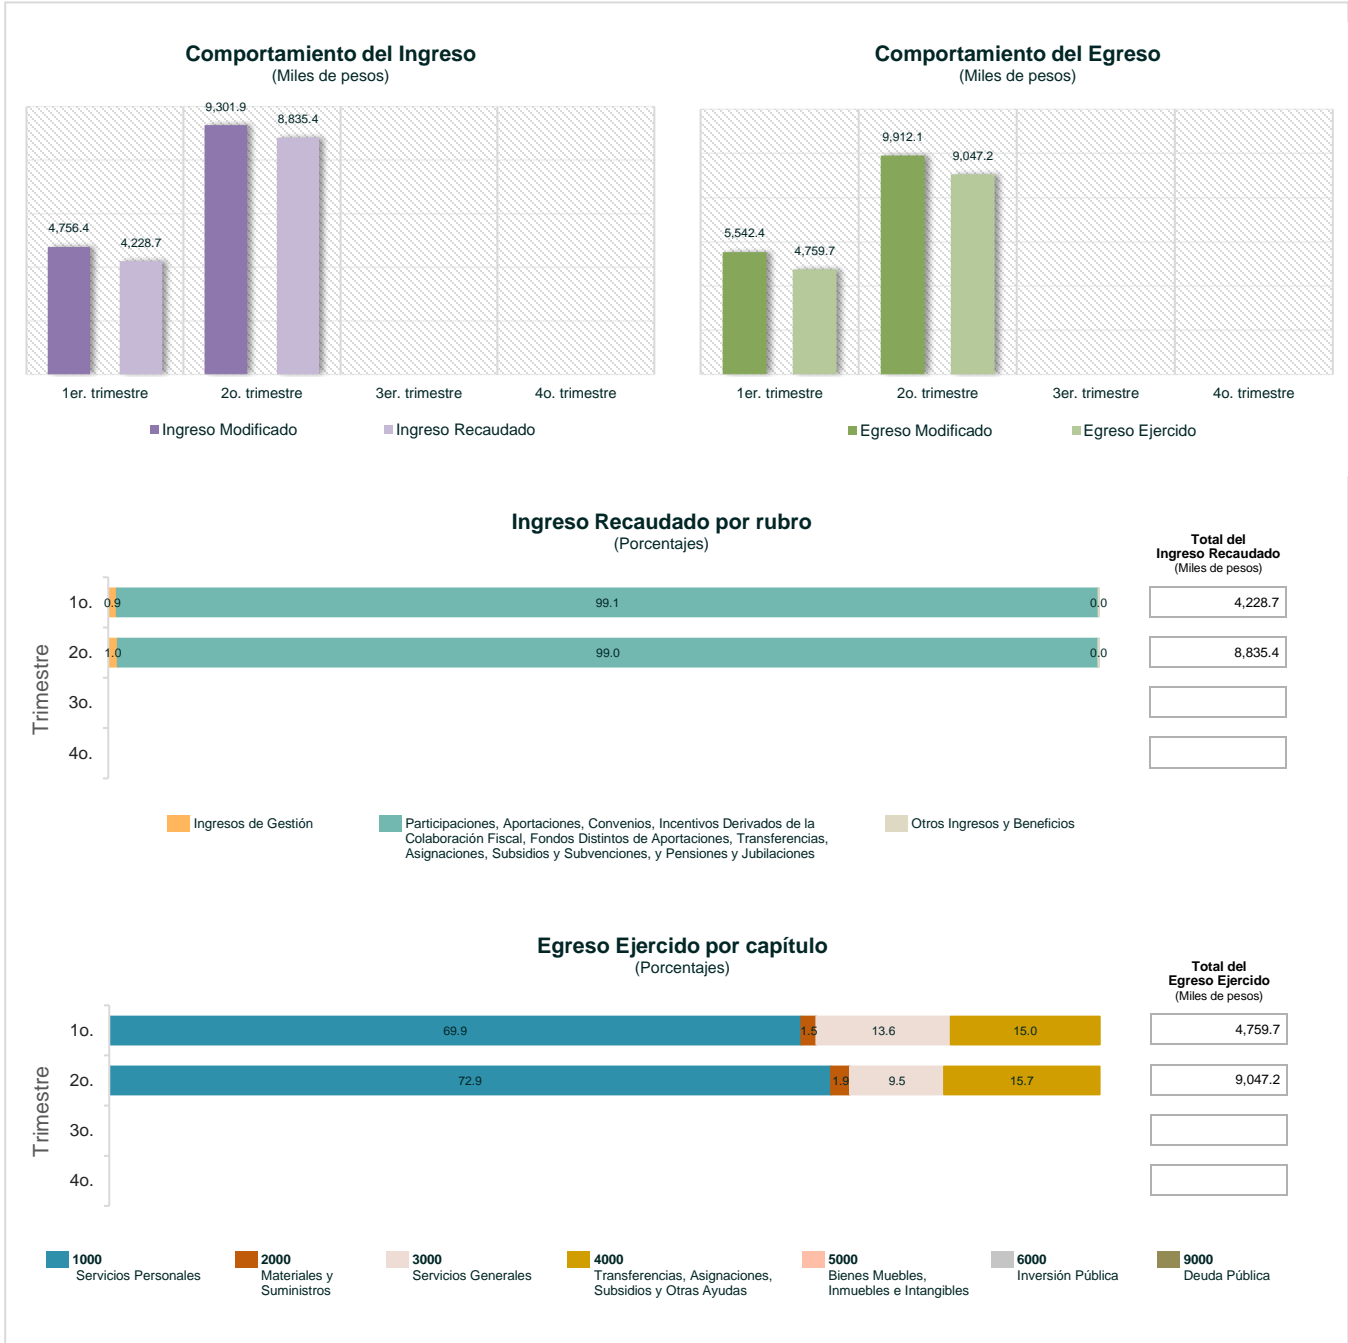 Comportamiento del Ingreso
(Miles de pesos)
9,301.9
8,835.4
4,756.4
4,228.7
1er. trimestre
2o. trimestre
3er. trimestre
4o. trimestre
Ingreso Modificado
Ingreso Recaudado
Comportamiento del Egreso
(Miles de pesos)
9,912.1
9,047.2
5,542.4
4,759.7
1er. trimestre
2o. trimestre
3er. trimestre
4o. trimestre
Egreso Modificado
Egreso Ejercido
Ingreso Recaudado por rubro
(Porcentajes)
Total del
Ingreso Recaudado
(Miles de pesos)
Trimestre
1o.
0.9
99.1
0.0
4,228.7
2o.
1.0
99.0
0.0
8,835.4
3o.
4o.
Ingresos de Gestión
Participaciones, Aportaciones, Convenios, Incentivos Derivados de la
Colaboración Fiscal, Fondos Distintos de Aportaciones, Transferencias,
Asignaciones, Subsidios y Subvenciones, y Pensiones y Jubilaciones
Otros Ingresos y Beneficios
Egreso Ejercido por capítulo
(Porcentajes)
Total del
Egreso Ejercido
(Miles de pesos)
Trimestre
1o.
69.9
1.5
13.6
15.0
4,759.7
2o.
72.9
1.9
9.5
15.7
9,047.2
3o.
4o.
1000
Servicios Personales
2000
Materiales y
Suministros
3000
Servicios Generales
4000
Transferencias, Asignaciones,
Subsidios y Otras Ayudas
5000
Bienes Muebles,
Inmuebles e Intangibles
6000
Inversión Pública
9000
Deuda Pública